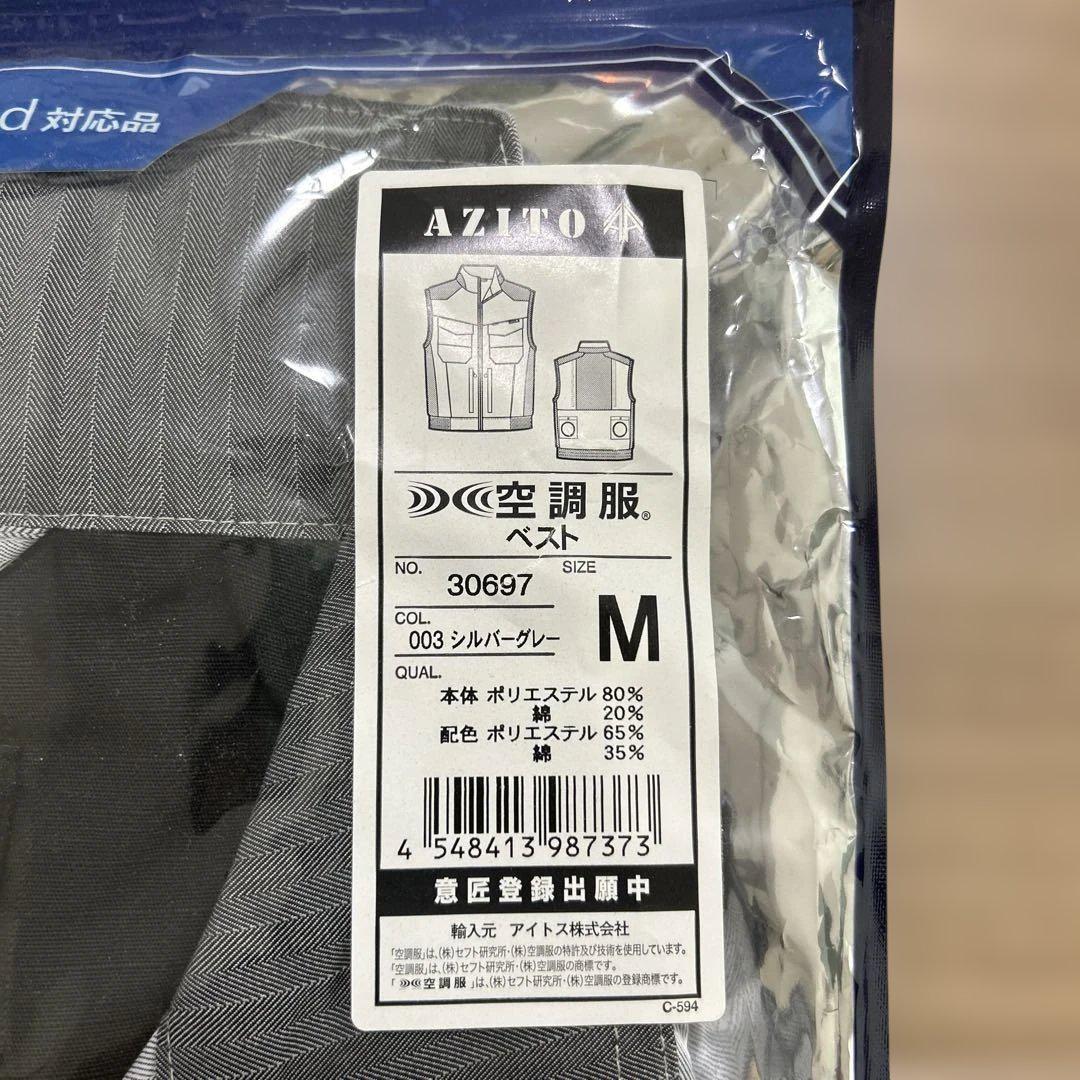 d 対応品
AZITO
空調服®
ベスト
NO. 30697
SIZE M
COL. 003 シルバーグレー
QUAL.
本体 ポリエステル 80%
綿 20%
配色 ポリエステル 65%
綿 35%
4 548413 987373
意匠登録出願中
輸入元 アイトス株式会社
「空調服」は、(株)セフト研究所・(株)空調服の特許及び技術を使用しています。
「空調服」は、(株)セフト研究所・(株)空調服の商標です。
「空調服」は、(株)セフト研究所・(株)空調服の登録商標です。
C-594